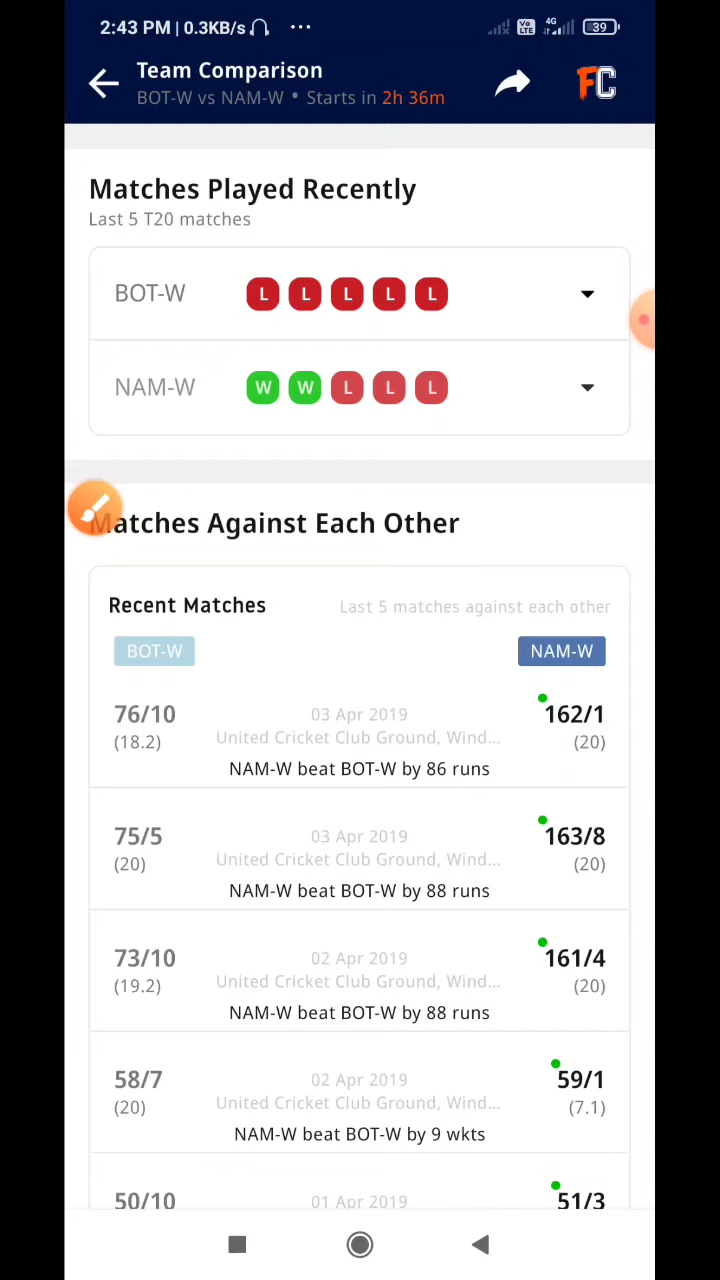 2:43 PM | 0.3KB/s ...
Vo LTE 4G 39
Team Comparison
BOT-W vs NAM-W • Starts in 2h 36m
FC
Matches Played Recently
Last 5 T20 matches
BOT-W L L L L L
NAM-W W W L L L
Matches Against Each Other
Recent Matches Last 5 matches against each other
BOT-W NAM-W
76/10 03 Apr 2019 162/1
(18.2) United Cricket Club Ground, Wind... (20)
NAM-W beat BOT-W by 86 runs
75/5 03 Apr 2019 163/8
(20) United Cricket Club Ground, Wind... (20)
NAM-W beat BOT-W by 88 runs
73/10 02 Apr 2019 161/4
(19.2) United Cricket Club Ground, Wind... (20)
NAM-W beat BOT-W by 88 runs
58/7 02 Apr 2019 59/1
(20) United Cricket Club Ground, Wind... (7.1)
NAM-W beat BOT-W by 9 wkts
50/10 01 Apr 2019 51/3